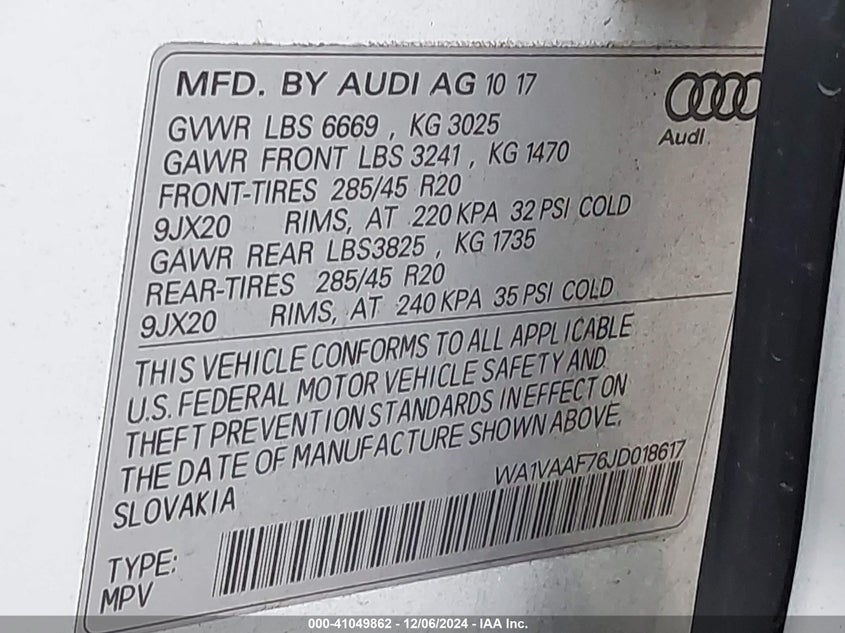 MFD. BY AUDI AG 10 17
Audi
GVWR LBS 6669 , KG 3025
GAWR FRONT LBS 3241 , KG 1470
FRONT-TIRES 285/45 R20
9JX20 RIMS, AT 220 KPA 32 PSI COLD
GAWR REAR LBS3825 , KG 1735
REAR-TIRES 285/45 R20
9JX20 RIMS, AT 240 KPA 35 PSI COLD
THIS VEHICLE CONFORMS TO ALL APPLICABLE
U.S. FEDERAL MOTOR VEHICLE SAFETY AND
THEFT PREVENTION STANDARDS IN EFFECT ON
THE DATE OF MANUFACTURE SHOWN ABOVE.
SLOVAKIA
WA1VAAF76JD018617
TYPE:
MPV
000-41049862 - 12/06/2024 - IAA Inc.